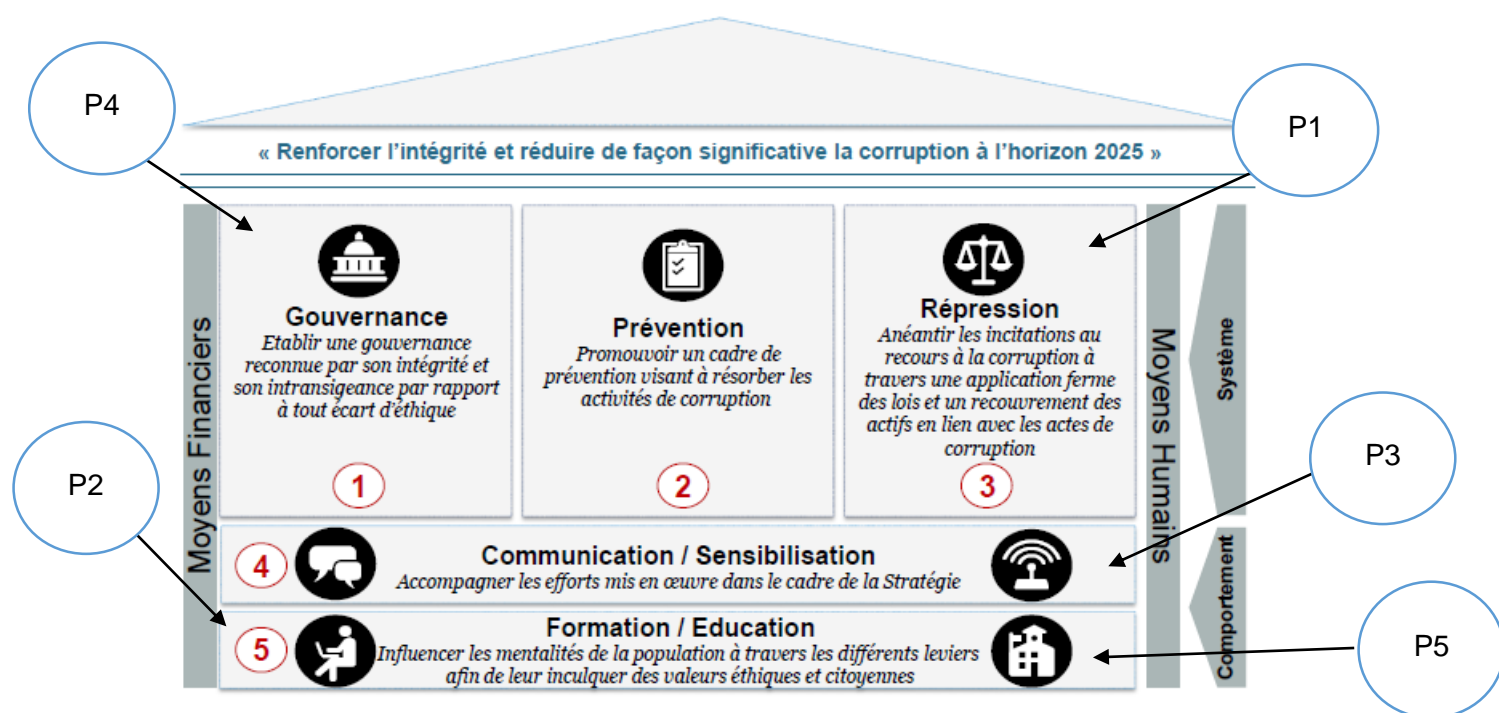 P4
P1
« Renforcer l'intégrité et réduire de façon significative la corruption à l'horizon 2025 »
Moyens Financiers
Gouvernance
Etablir une gouvernance
reconnue par son intégrité et
son intransigeance par rapport
à tout écart d'éthique
1
Prévention
Promouvoir un cadre de
prévention visant à résorber les
activités de corruption
2
Répression
Anéantir les incitations au
recours à la corruption à
travers une application ferme
des lois et un recouvrement des
actifs en lien avec les actes de
corruption
3
Moyens Humains
Système
P2
P3
4
Communication / Sensibilisation
Accompagner les efforts mis en œuvre dans le cadre de la Stratégie
5
Formation / Education
Influencer les mentalités de la population à travers les différents leviers
afin de leur inculquer des valeurs éthiques et citoyennes
Comportement
P5